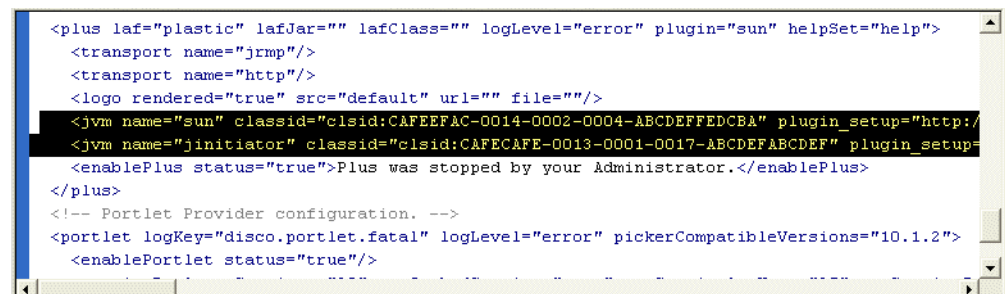 <plus laf="plastic" lafJar="" lafClass="" logLevel="error" plugin="sun" helpSet="help">
<transport name="jrmp"/>
<transport name="http"/>
<logo rendered="true" src="default" url="" file=""/>
<jvm name="sun" classid="clsid:CAFEEFAC-0014-0002-0004-ABCDEFFEDCBA" plugin_setup="http:/
<jvm name="jinitiator" classid="clsid:CAFECAFE-0013-0001-0017-ABCDEFABCDEF" plugin_setup=
<enablePlus status="true">Plus was stopped by your Administrator.</enablePlus>
</plus>
<!-- Portlet Provider configuration. -->
<portlet logKey="disco.portlet.fatal" logLevel="error" pickerCompatibleVersions="10.1.2">
<enablePortlet status="true"/>